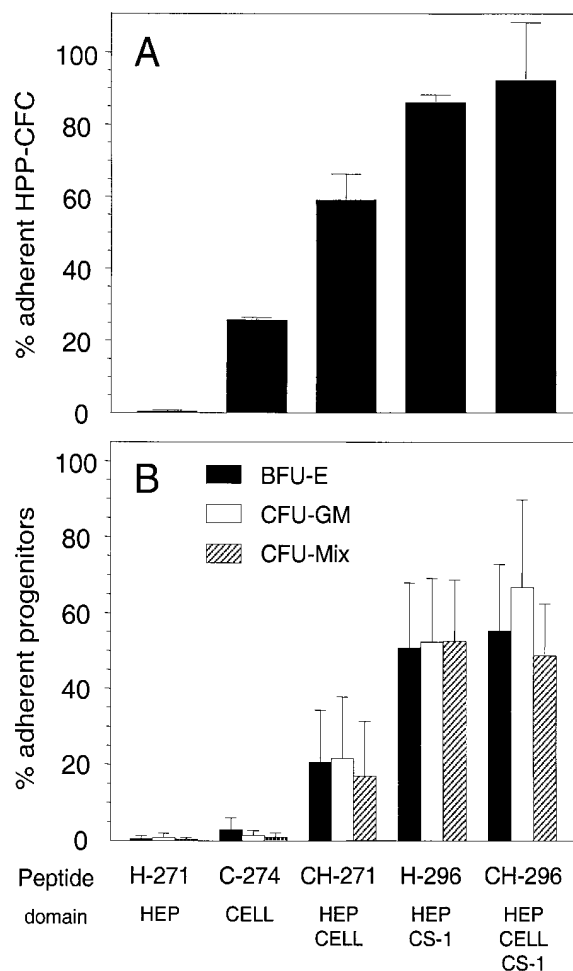 A
% adherent HPP-CFC
100
80
60
40
20
0
B
% adherent progenitors
BFU-E
CFU-GM
CFU-Mix
100
80
60
40
20
0
Peptide H-271 C-274 CH-271 H-296 CH-296
domain HEP CELL HEP HEP HEP
CELL CS-1 CELL
CS-1